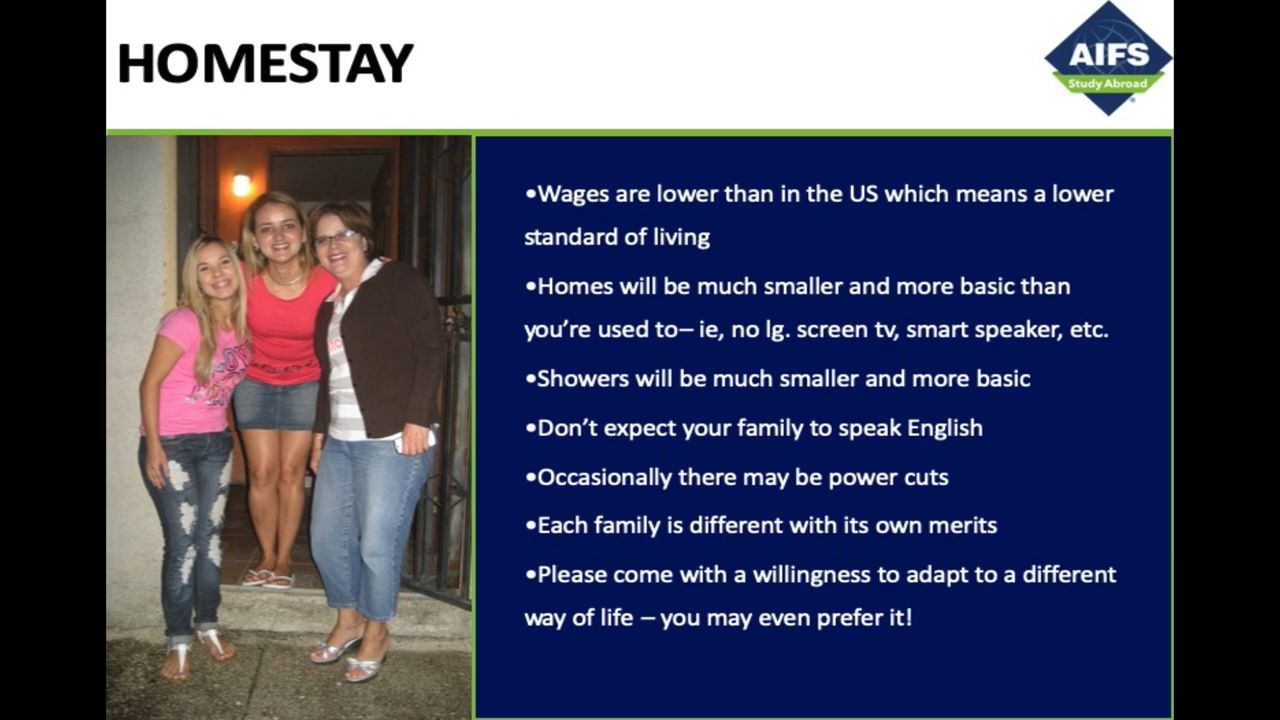 HOMESTAY
AIFS
Study Abroad
•Wages are lower than in the US which means a lower
standard of living
•Homes will be much smaller and more basic than
you’re used to– ie, no lg. screen tv, smart speaker, etc.
•Showers will be much smaller and more basic
•Don’t expect your family to speak English
•Occasionally there may be power cuts
•Each family is different with its own merits
•Please come with a willingness to adapt to a different
way of life – you may even prefer it!